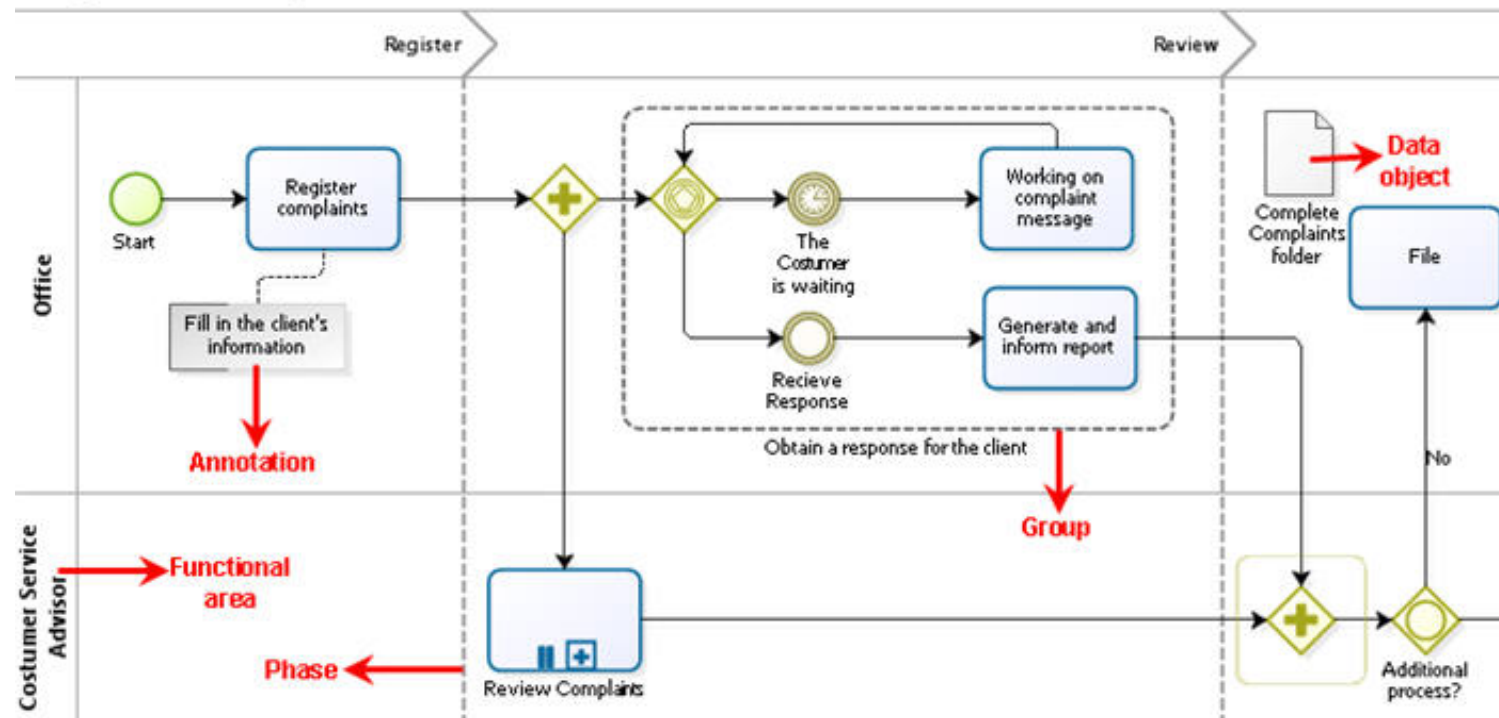 Register
Review
Office
Start
Register
complaints
Fill in the client's
information
Annotation
The
Costumer
is waiting
Working on
complaint
message
Recieve
Response
Generate and
inform report
Obtain a response for the client
Group
Data
object
Complete
Complaints
folder
File
No
Costumer Service
Advisor
Functional
area
Phase
Review Complaints
Additional
process?